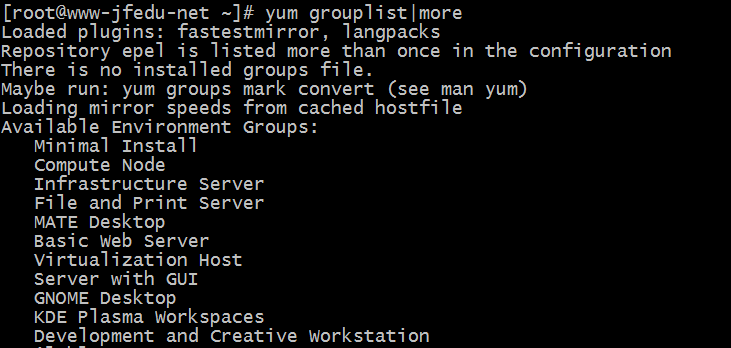 [root@www-jfedu-net ~]# yum grouplist|more
Loaded plugins: fastestmirror, langpacks
Repository epel is listed more than once in the configuration
There is no installed groups file.
Maybe run: yum groups mark convert (see man yum)
Loading mirror speeds from cached hostfile
Available Environment Groups:
   Minimal Install
   Compute Node
   Infrastructure Server
   File and Print Server
   MATE Desktop
   Basic Web Server
   Virtualization Host
   Server with GUI
   GNOME Desktop
   KDE Plasma Workspaces
   Development and Creative Workstation